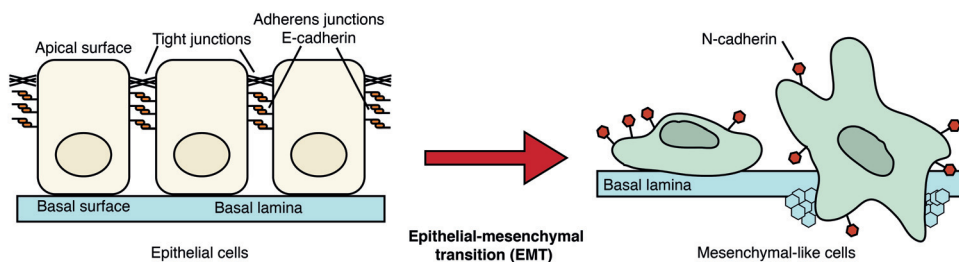 Adherens junctions
E-cadherin
Apical surface
Tight junctions
Basal surface
Basal lamina
Epithelial cells
Epithelial-mesenchymal
transition (EMT)
N-cadherin
Basal lamina
Mesenchymal-like cells